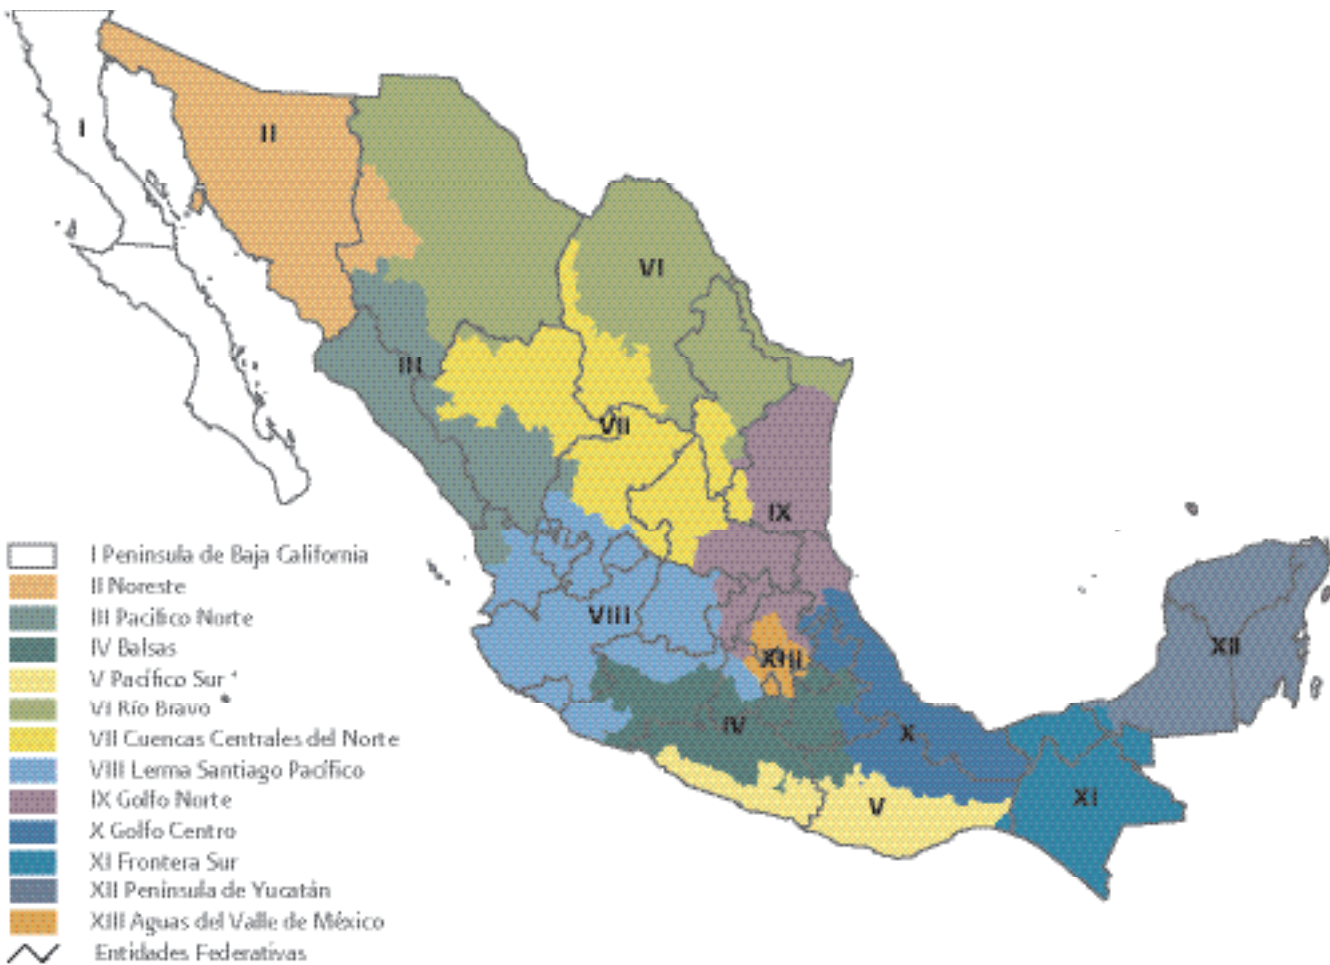 I
II
VI
III
VII
IX
VIII
XIII
XII
IV
X
XI
V
I Peninsula de Baja California
II Noreste
III Pacífico Norte
IV Balsas
V Pacífico Sur
VI Río Bravo
VII Cuencas Centrales del Norte
VIII Lerma Santiago Pacífico
IX Golfo Norte
X Golfo Centro
XI Frontera Sur
XII Península de Yucatán
XIII Aguas del Valle de México
Entidades Federativas